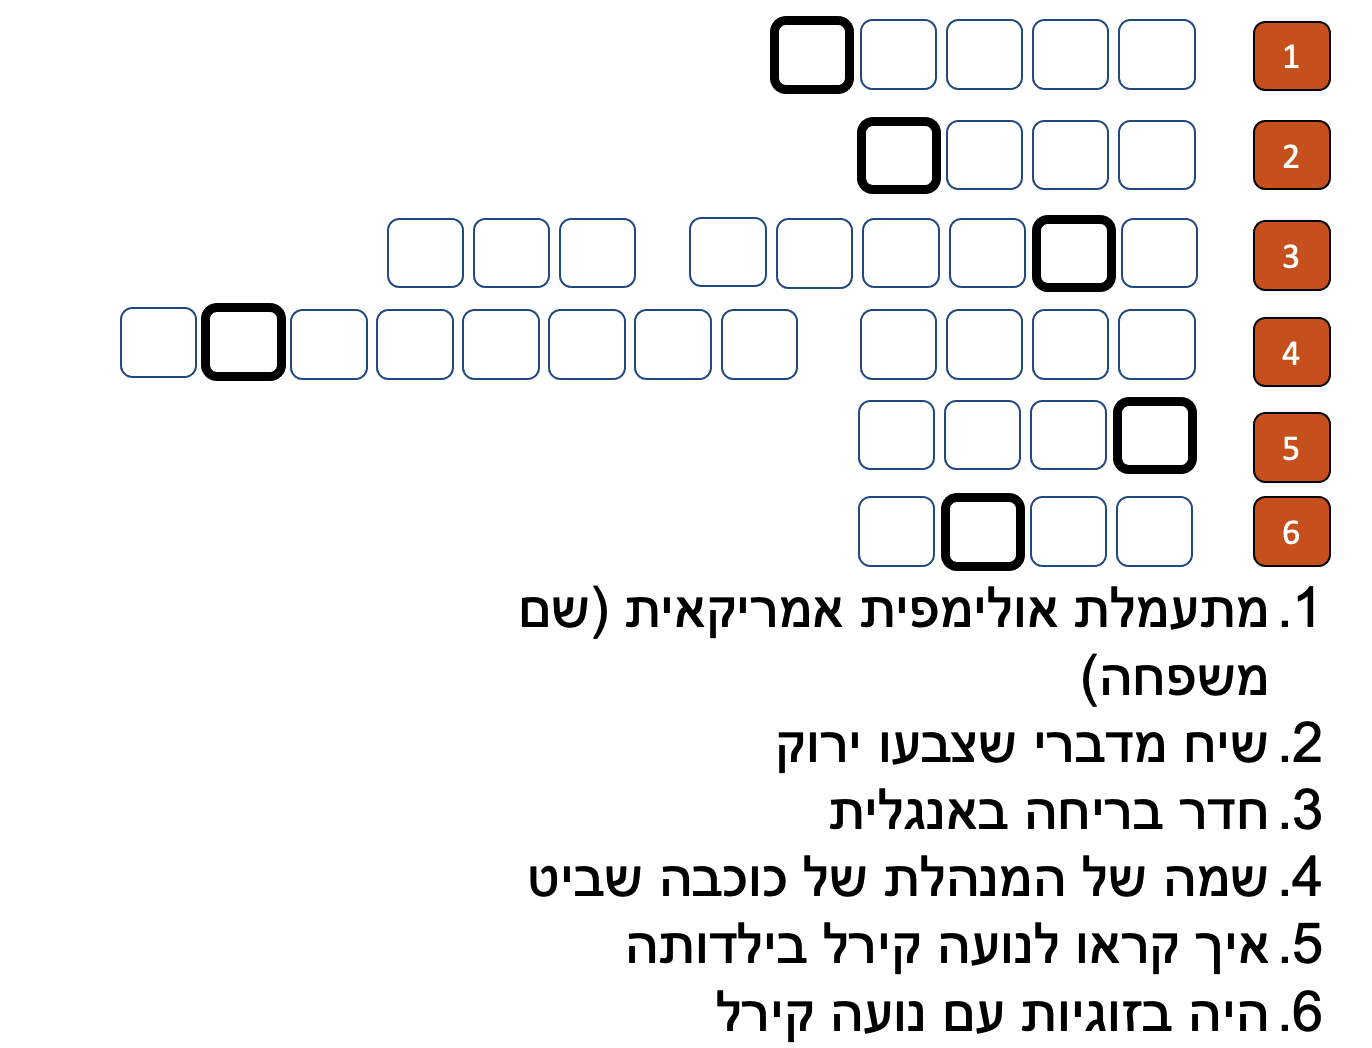 1
2
3
4
5
6
1. מתעמלת אולימפית אמריקאית (שם
משפחה)
2. שיח מדברי שצבעו ירוק
3. חדר בריחה באנגלית
4. שמה של המנהלת של כוכבה שביט
5. איך קראו לנועה קירל בילדותה
6. היה בזוגיות עם נועה קירל